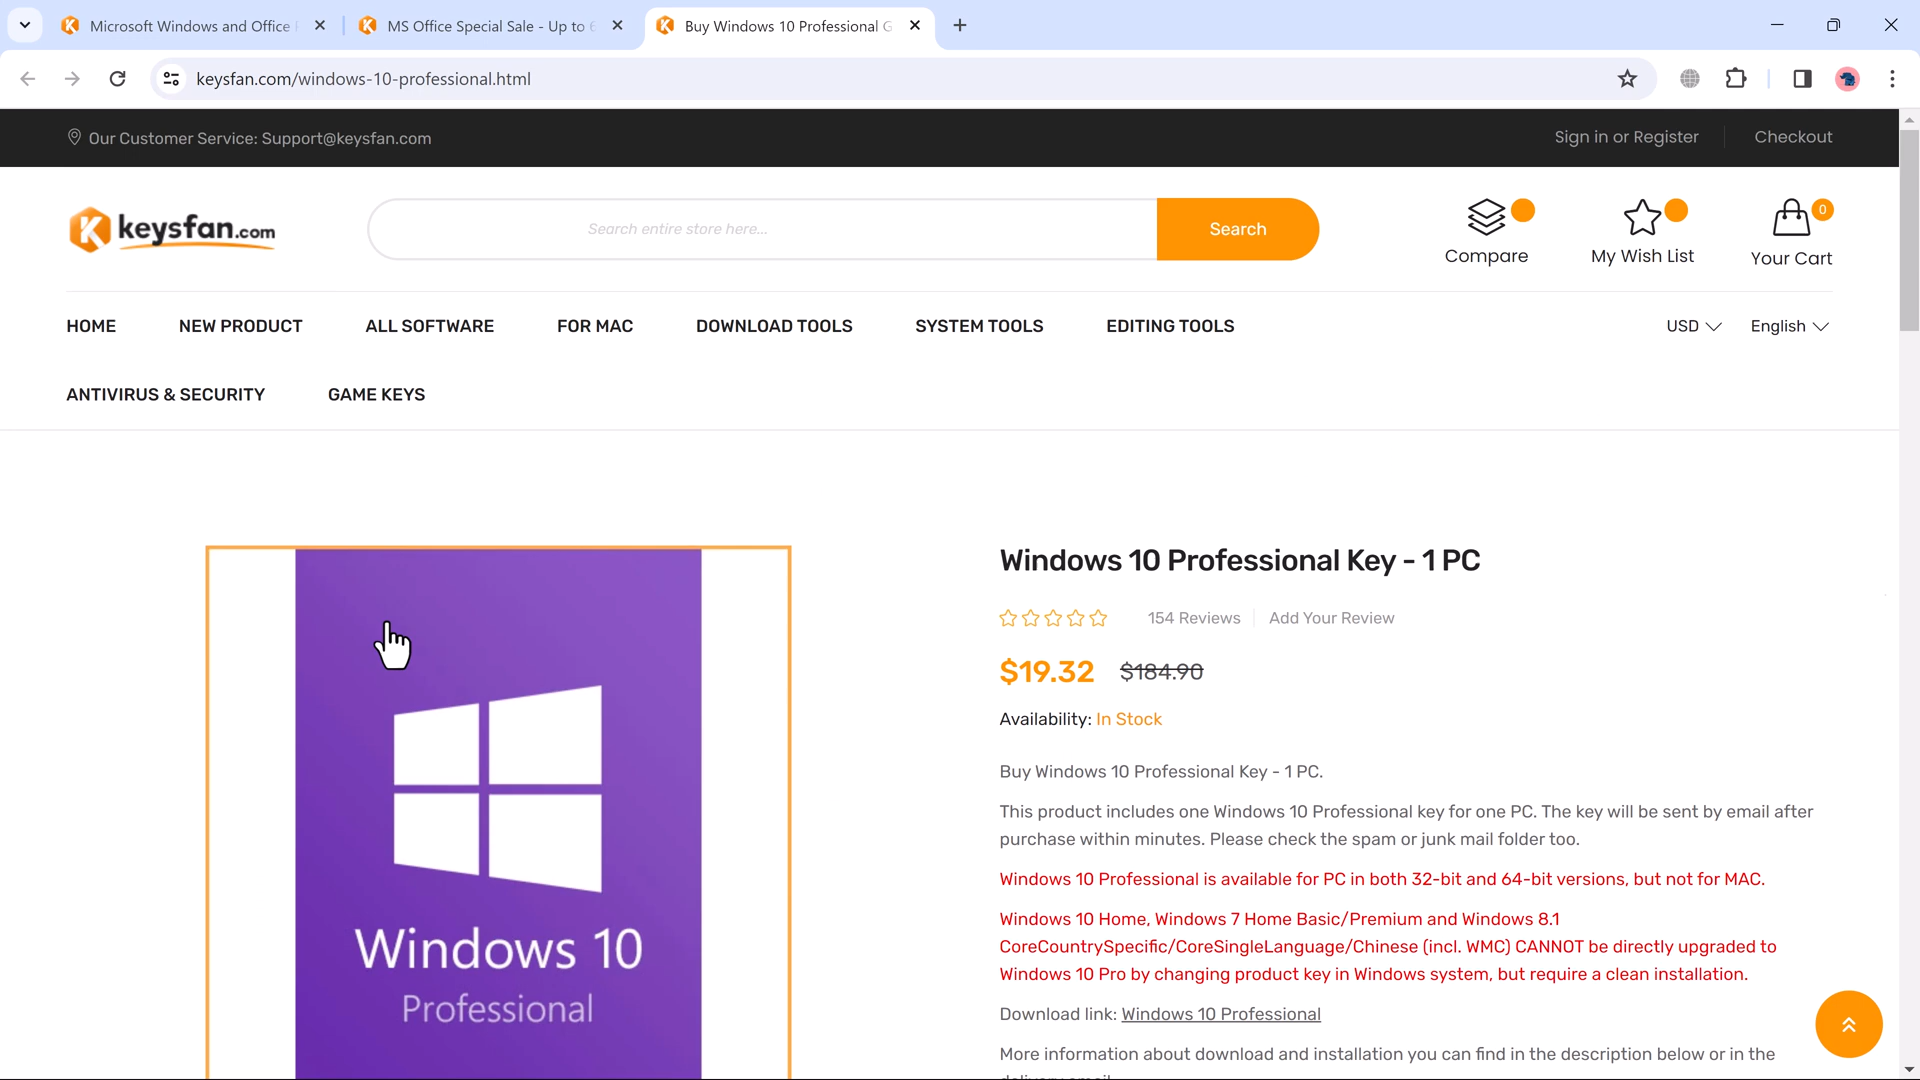 Microsoft Windows and Office
MS Office Special Sale - Up to 6
Buy Windows 10 Professional G
keysfan.com/windows-10-professional.html
Our Customer Service: Support@keysfan.com
Sign in or Register
Checkout
keysfan.com
Search entire store here...
Search
Compare
My Wish List
0
Your Cart
HOME
NEW PRODUCT
ALL SOFTWARE
FOR MAC
DOWNLOAD TOOLS
SYSTEM TOOLS
EDITING TOOLS
USD
English
ANTIVIRUS & SECURITY
GAME KEYS
Windows 10
Professional
Windows 10 Professional Key - 1 PC
154 Reviews
Add Your Review
$19.32 $184.90
Availability: In Stock
Buy Windows 10 Professional Key - 1 PC.
This product includes one Windows 10 Professional key for one PC. The key will be sent by email after
purchase within minutes. Please check the spam or junk mail folder too.
Windows 10 Professional is available for PC in both 32-bit and 64-bit versions, but not for MAC.
Windows 10 Home, Windows 7 Home Basic/Premium and Windows 8.1
CoreCountrySpecific/CoreSingleLanguage/Chinese (incl. WMC) CANNOT be directly upgraded to
Windows 10 Pro by changing product key in Windows system, but require a clean installation.
Download link: Windows 10 Professional
More information about download and installation you can find in the description below or in the